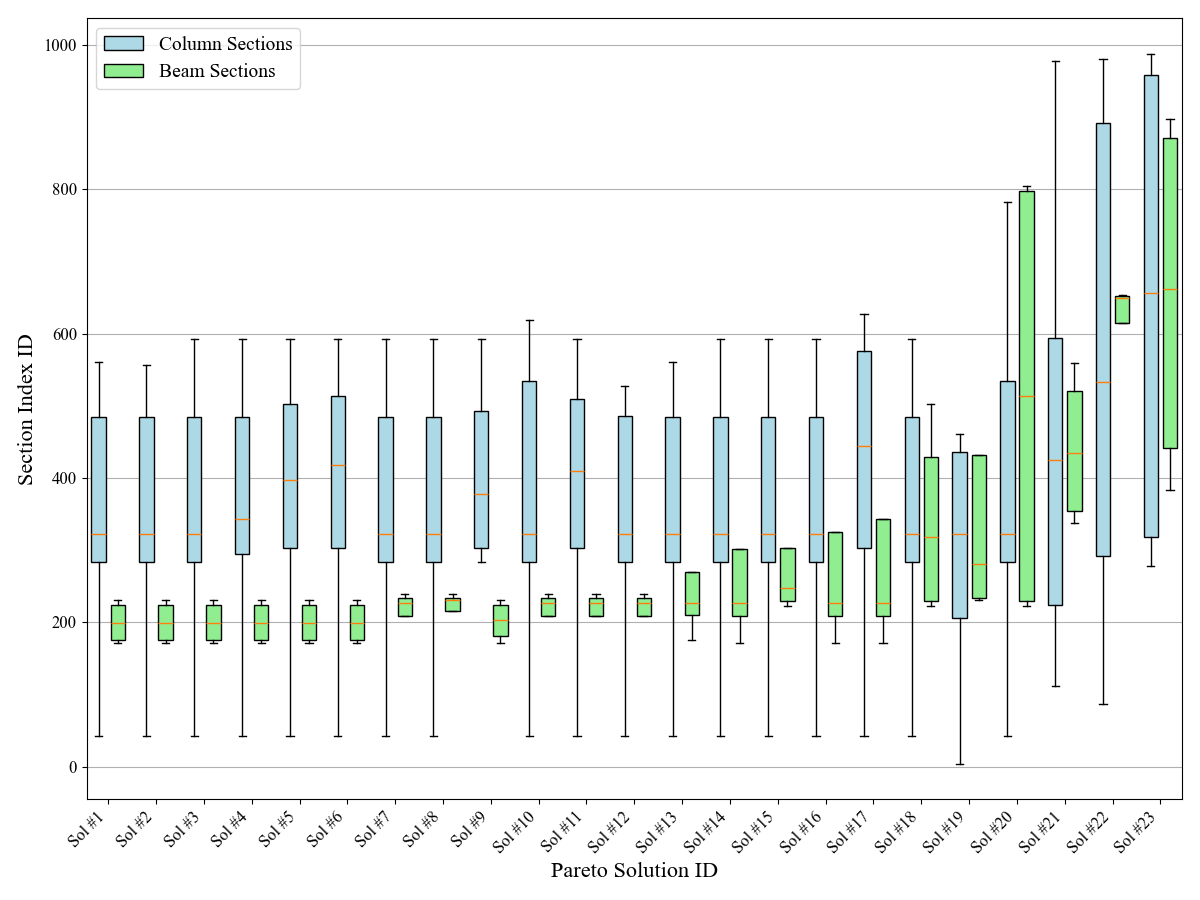 Column Sections
Beam Sections
Section Index ID
1000
800
600
400
200
0
Sol #1
Sol #2
Sol #3
Sol #4
Sol #5
Sol #6
Sol #7
Sol #8
Sol #9
Sol #10
Sol #11
Sol #12
Sol #13
Sol #14
Sol #15
Sol #16
Sol #17
Sol #18
Sol #19
Sol #20
Sol #21
Sol #22
Sol #23
Pareto Solution ID